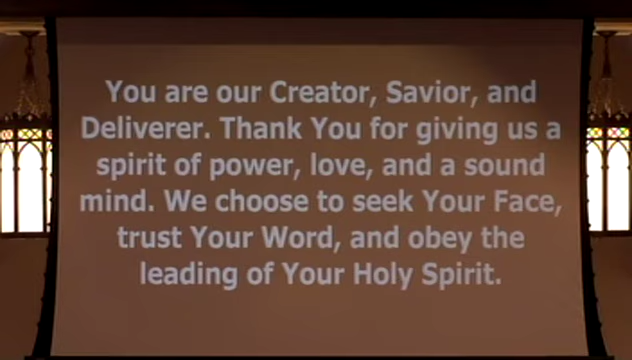 You are our Creator, Savior, and
Deliverer. Thank You for giving us a
spirit of power, love, and a sound
mind. We choose to seek Your Face,
trust Your Word, and obey the
leading of Your Holy Spirit.